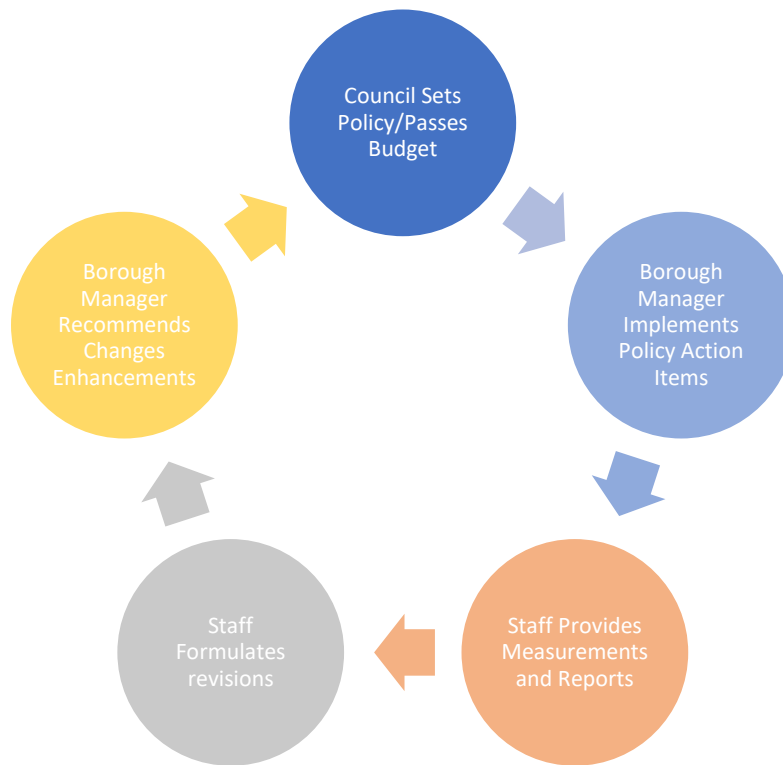 Council Sets
Policy/Passes
Budget
Borough
Manager
Implements
Policy Action
Items
Staff Provides
Measurements
and Reports
Staff
Formulates
revisions
Borough
Manager
Recommends
Changes
Enhancements